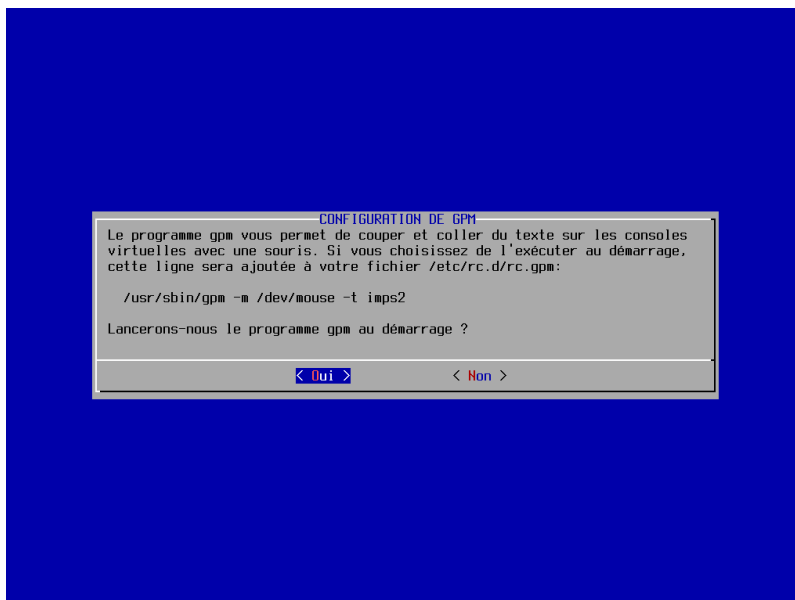 CONFIGURATION DE GPM
Le programme gpm vous permet de couper et coller du texte sur les consoles
virtuelles avec une souris. Si vous choisissez de l'exécuter au démarrage,
cette ligne sera ajoutée à votre fichier /etc/rc.d/rc.gpm:
/usr/sbin/gpm -m /dev/mouse -t imps2
Lancerons-nous le programme gpm au démarrage ?
< Oui > < Non >